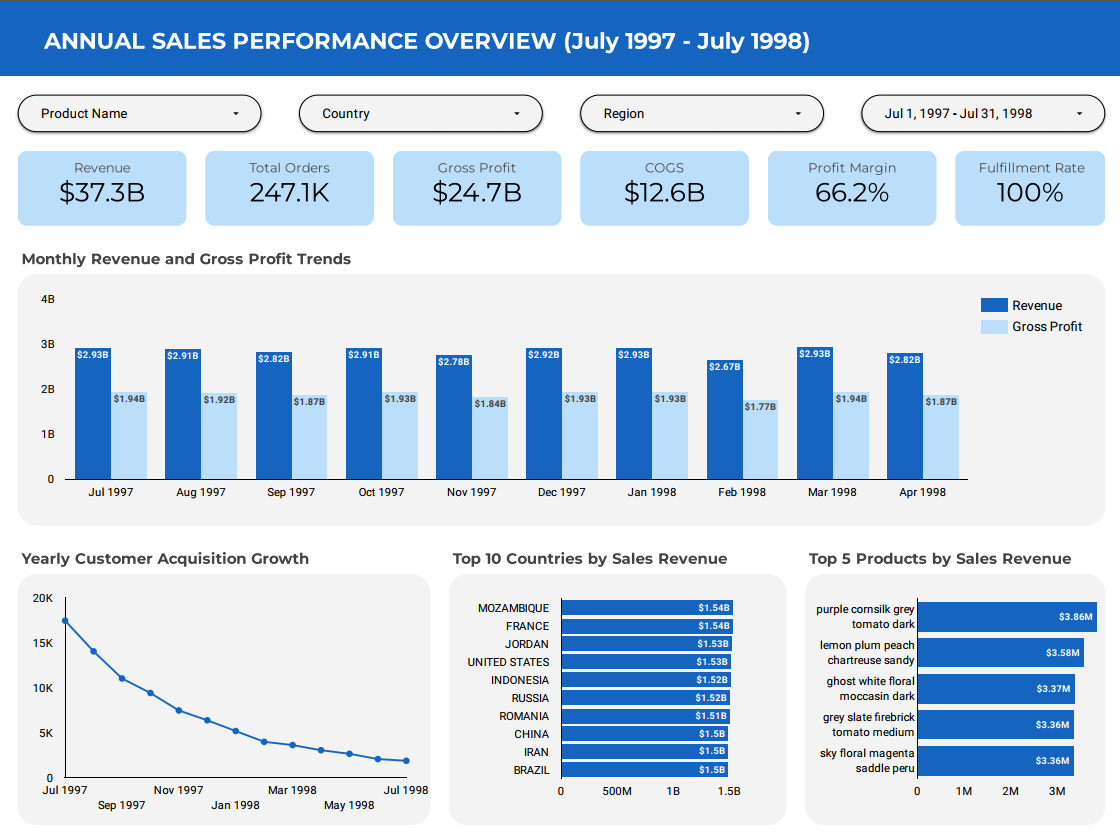 ANNUAL SALES PERFORMANCE OVERVIEW (July 1997 - July 1998)
Product Name
Country
Region
Jul 1, 1997 - Jul 31, 1998
Revenue
$37.3B
Total Orders
247.1K
Gross Profit
$24.7B
COGS
$12.6B
Profit Margin
66.2%
Fulfillment Rate
100%
Monthly Revenue and Gross Profit Trends
4B
3B
2B
1B
0
$2.93B
$1.94B
$2.91B
$1.92B
$2.82B
$1.87B
$2.91B
$1.93B
$2.78B
$1.84B
$2.92B
$1.93B
$2.93B
$1.93B
$2.67B
$1.77B
$2.93B
$1.94B
$2.82B
$1.87B
Jul 1997
Aug 1997
Sep 1997
Oct 1997
Nov 1997
Dec 1997
Jan 1998
Feb 1998
Mar 1998
Apr 1998
Revenue
Gross Profit
Yearly Customer Acquisition Growth
20K
15K
10K
5K
0
Jul 1997
Sep 1997
Nov 1997
Jan 1998
Mar 1998
May 1998
Jul 1998
Top 10 Countries by Sales Revenue
MOZAMBIQUE $1.54B
FRANCE $1.54B
JORDAN $1.53B
UNITED STATES $1.53B
INDONESIA $1.52B
RUSSIA $1.52B
ROMANIA $1.51B
CHINA $1.5B
IRAN $1.5B
BRAZIL $1.5B
0 500M 1B 1.5B
Top 5 Products by Sales Revenue
purple cornsilk grey
tomato dark
$3.86M
lemon plum peach
chartreuse sandy
$3.58M
ghost white floral
moccasin dark
$3.37M
grey slate firebrick
tomato medium
$3.36M
sky floral magenta
saddle peru
$3.36M
0 1M 2M 3M